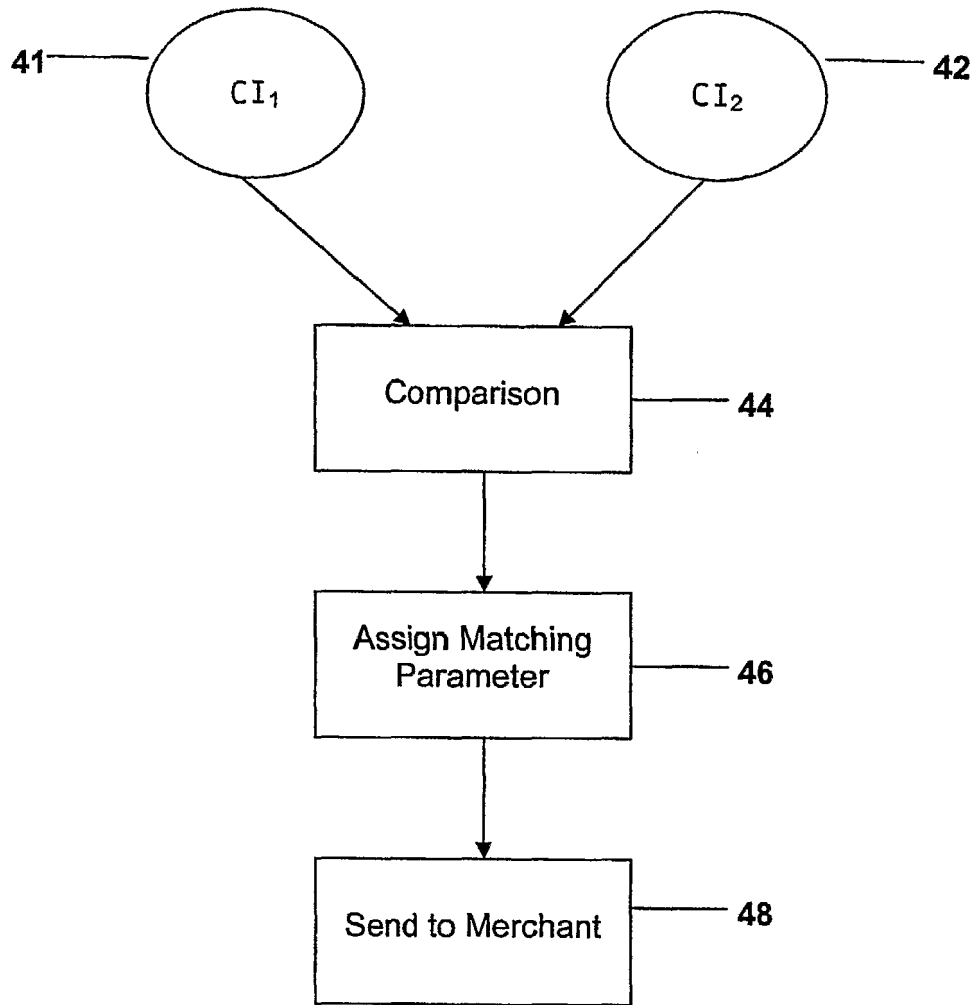 41
CI₁
CI₂
42
Comparison
44
Assign Matching
Parameter
46
Send to Merchant
48